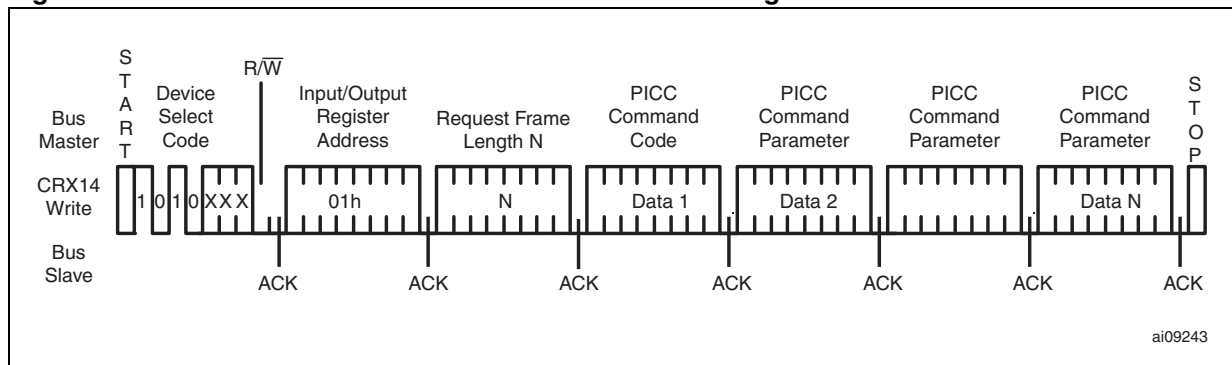 START
Bus
Master
Device
Select
Code
R/W̅
Input/Output
Register
Address
Request Frame
Length N
PICC
Command
Code
PICC
Command
Parameter
PICC
Command
Parameter
PICC
Command
Parameter
STOP
CRX14
Write
1 0 1 0 X X X
01h
N
Data 1
Data 2
Data N
Bus
Slave
ACK
ACK
ACK
ACK
ACK
ACK
ACK
ai09243